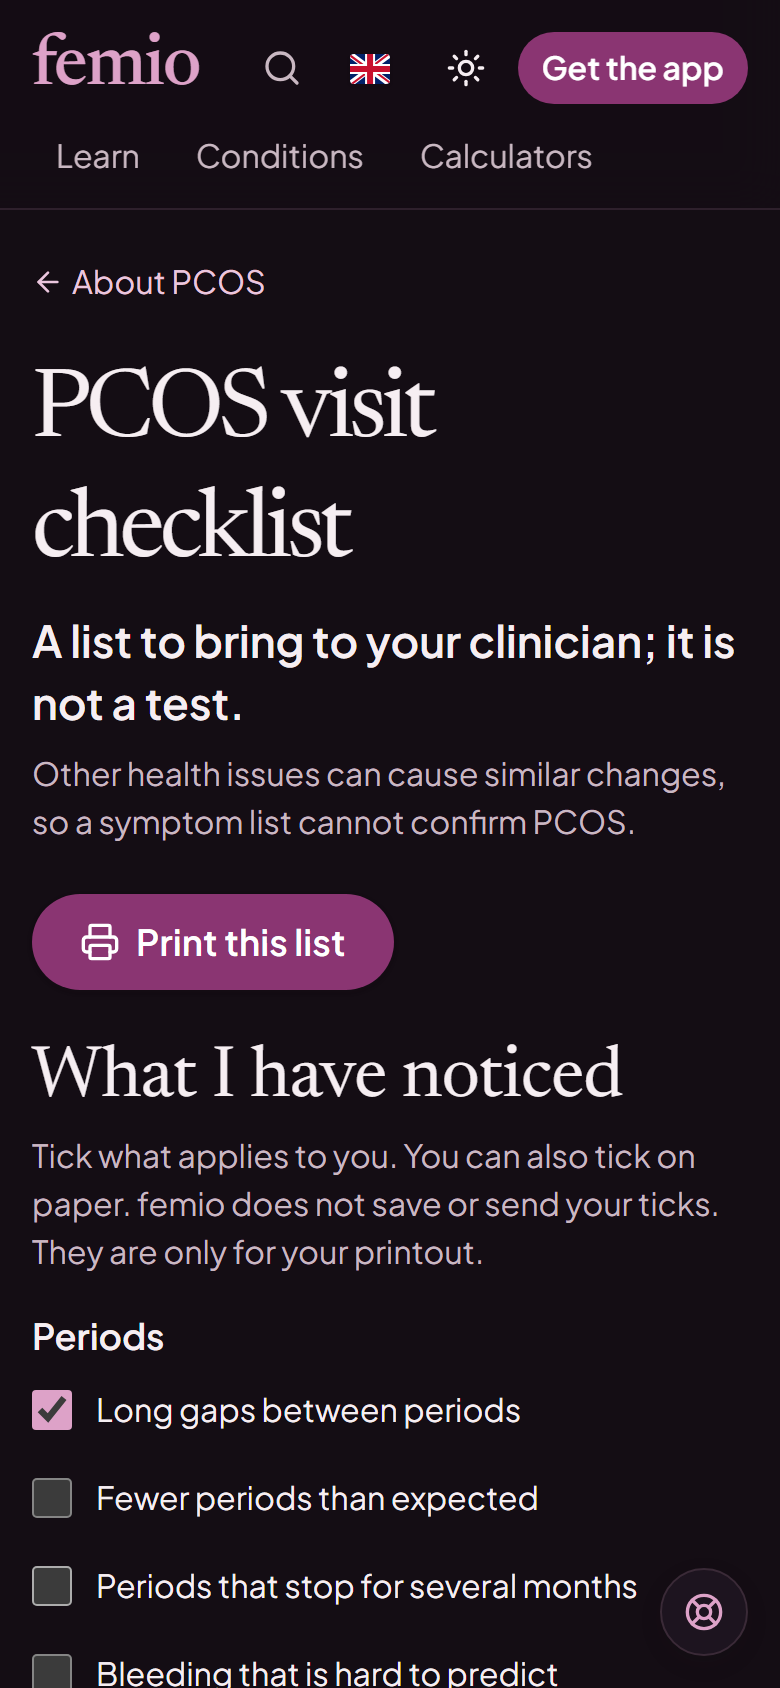 femio
Get the app
Learn Conditions Calculators
← About PCOS
PCOS visit
checklist
A list to bring to your clinician; it is
not a test.
Other health issues can cause similar changes,
so a symptom list cannot confirm PCOS.
Print this list
What I have noticed
Tick what applies to you. You can also tick on
paper. femio does not save or send your ticks.
They are only for your printout.
Periods
Long gaps between periods
Fewer periods than expected
Periods that stop for several months
Bleeding that is hard to predict